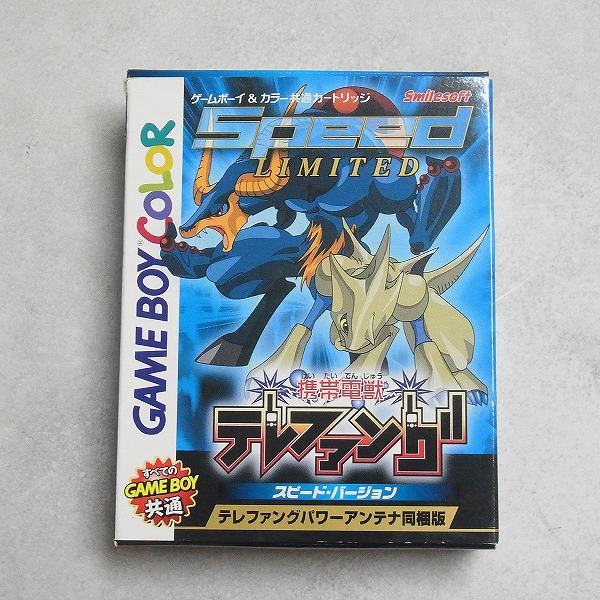 ゲームボーイ&カラー共通カートリッジ
Smilesoft
Speed
LIMITED
GAME BOY COLOR
けいたいでんじゅう
携帯電獣
テレファング
スピード・バージョン
テレファングパワーアンテナ同梱版
すべての
GAME BOY
共通